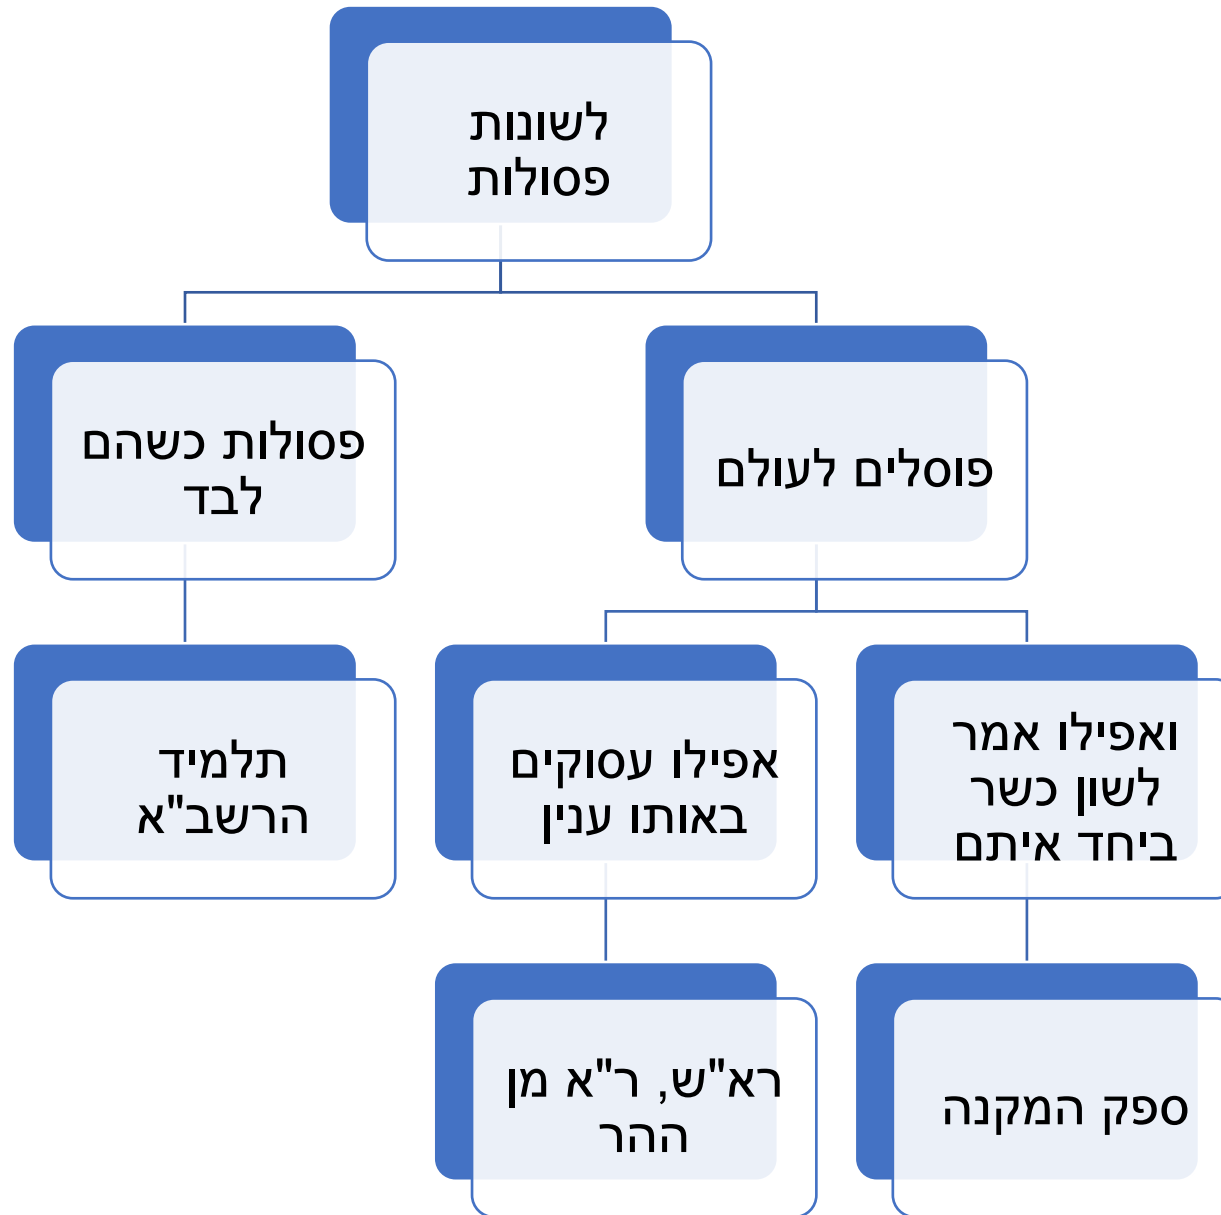 לשונות
פסולות
פוסלים לעולם
פסולות כשהם
לבד
ואפילו אמר
לשון כשר
ביחד איתם
אפילו עסוקים
באותו ענין
תלמיד
הרשב"א
ספק המקנה
רא"ש, ר"א מן
ההר